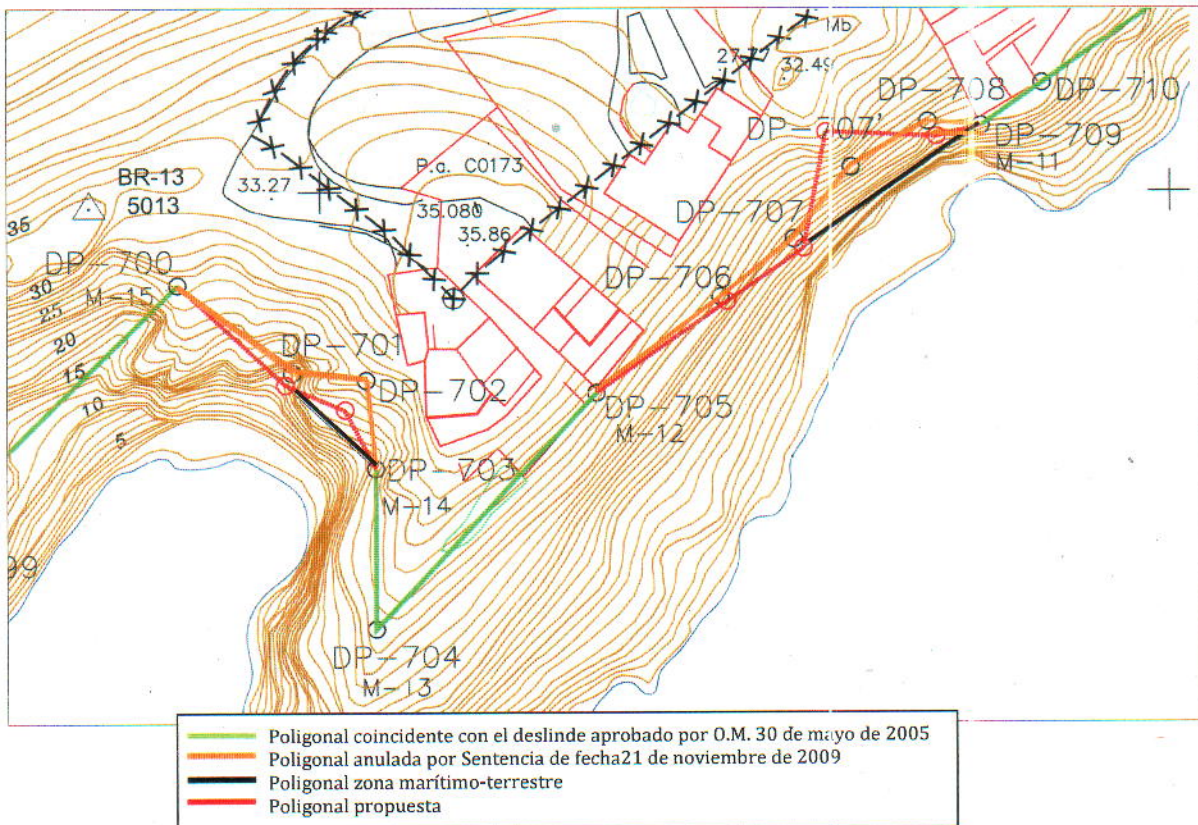 Mb
27.7
32.49
DP-708
DP-710
DP-707'
DP-709
M-11
P.a. C0173
BR-13
5013
33.27
35.080
35.86
35
DP-707
DP-700
M-15
DP-706
30
25
20
15
10
5
DP-701
DP-702
DP-705
M-12
DP-703
M-14
99
DP-704
M-13
Poligonal coincidente con el deslinde aprobado por O.M. 30 de mayo de 2005
Poligonal anulada por Sentencia de fecha21 de noviembre de 2009
Poligonal zona marítimo-terrestre
Poligonal propuesta